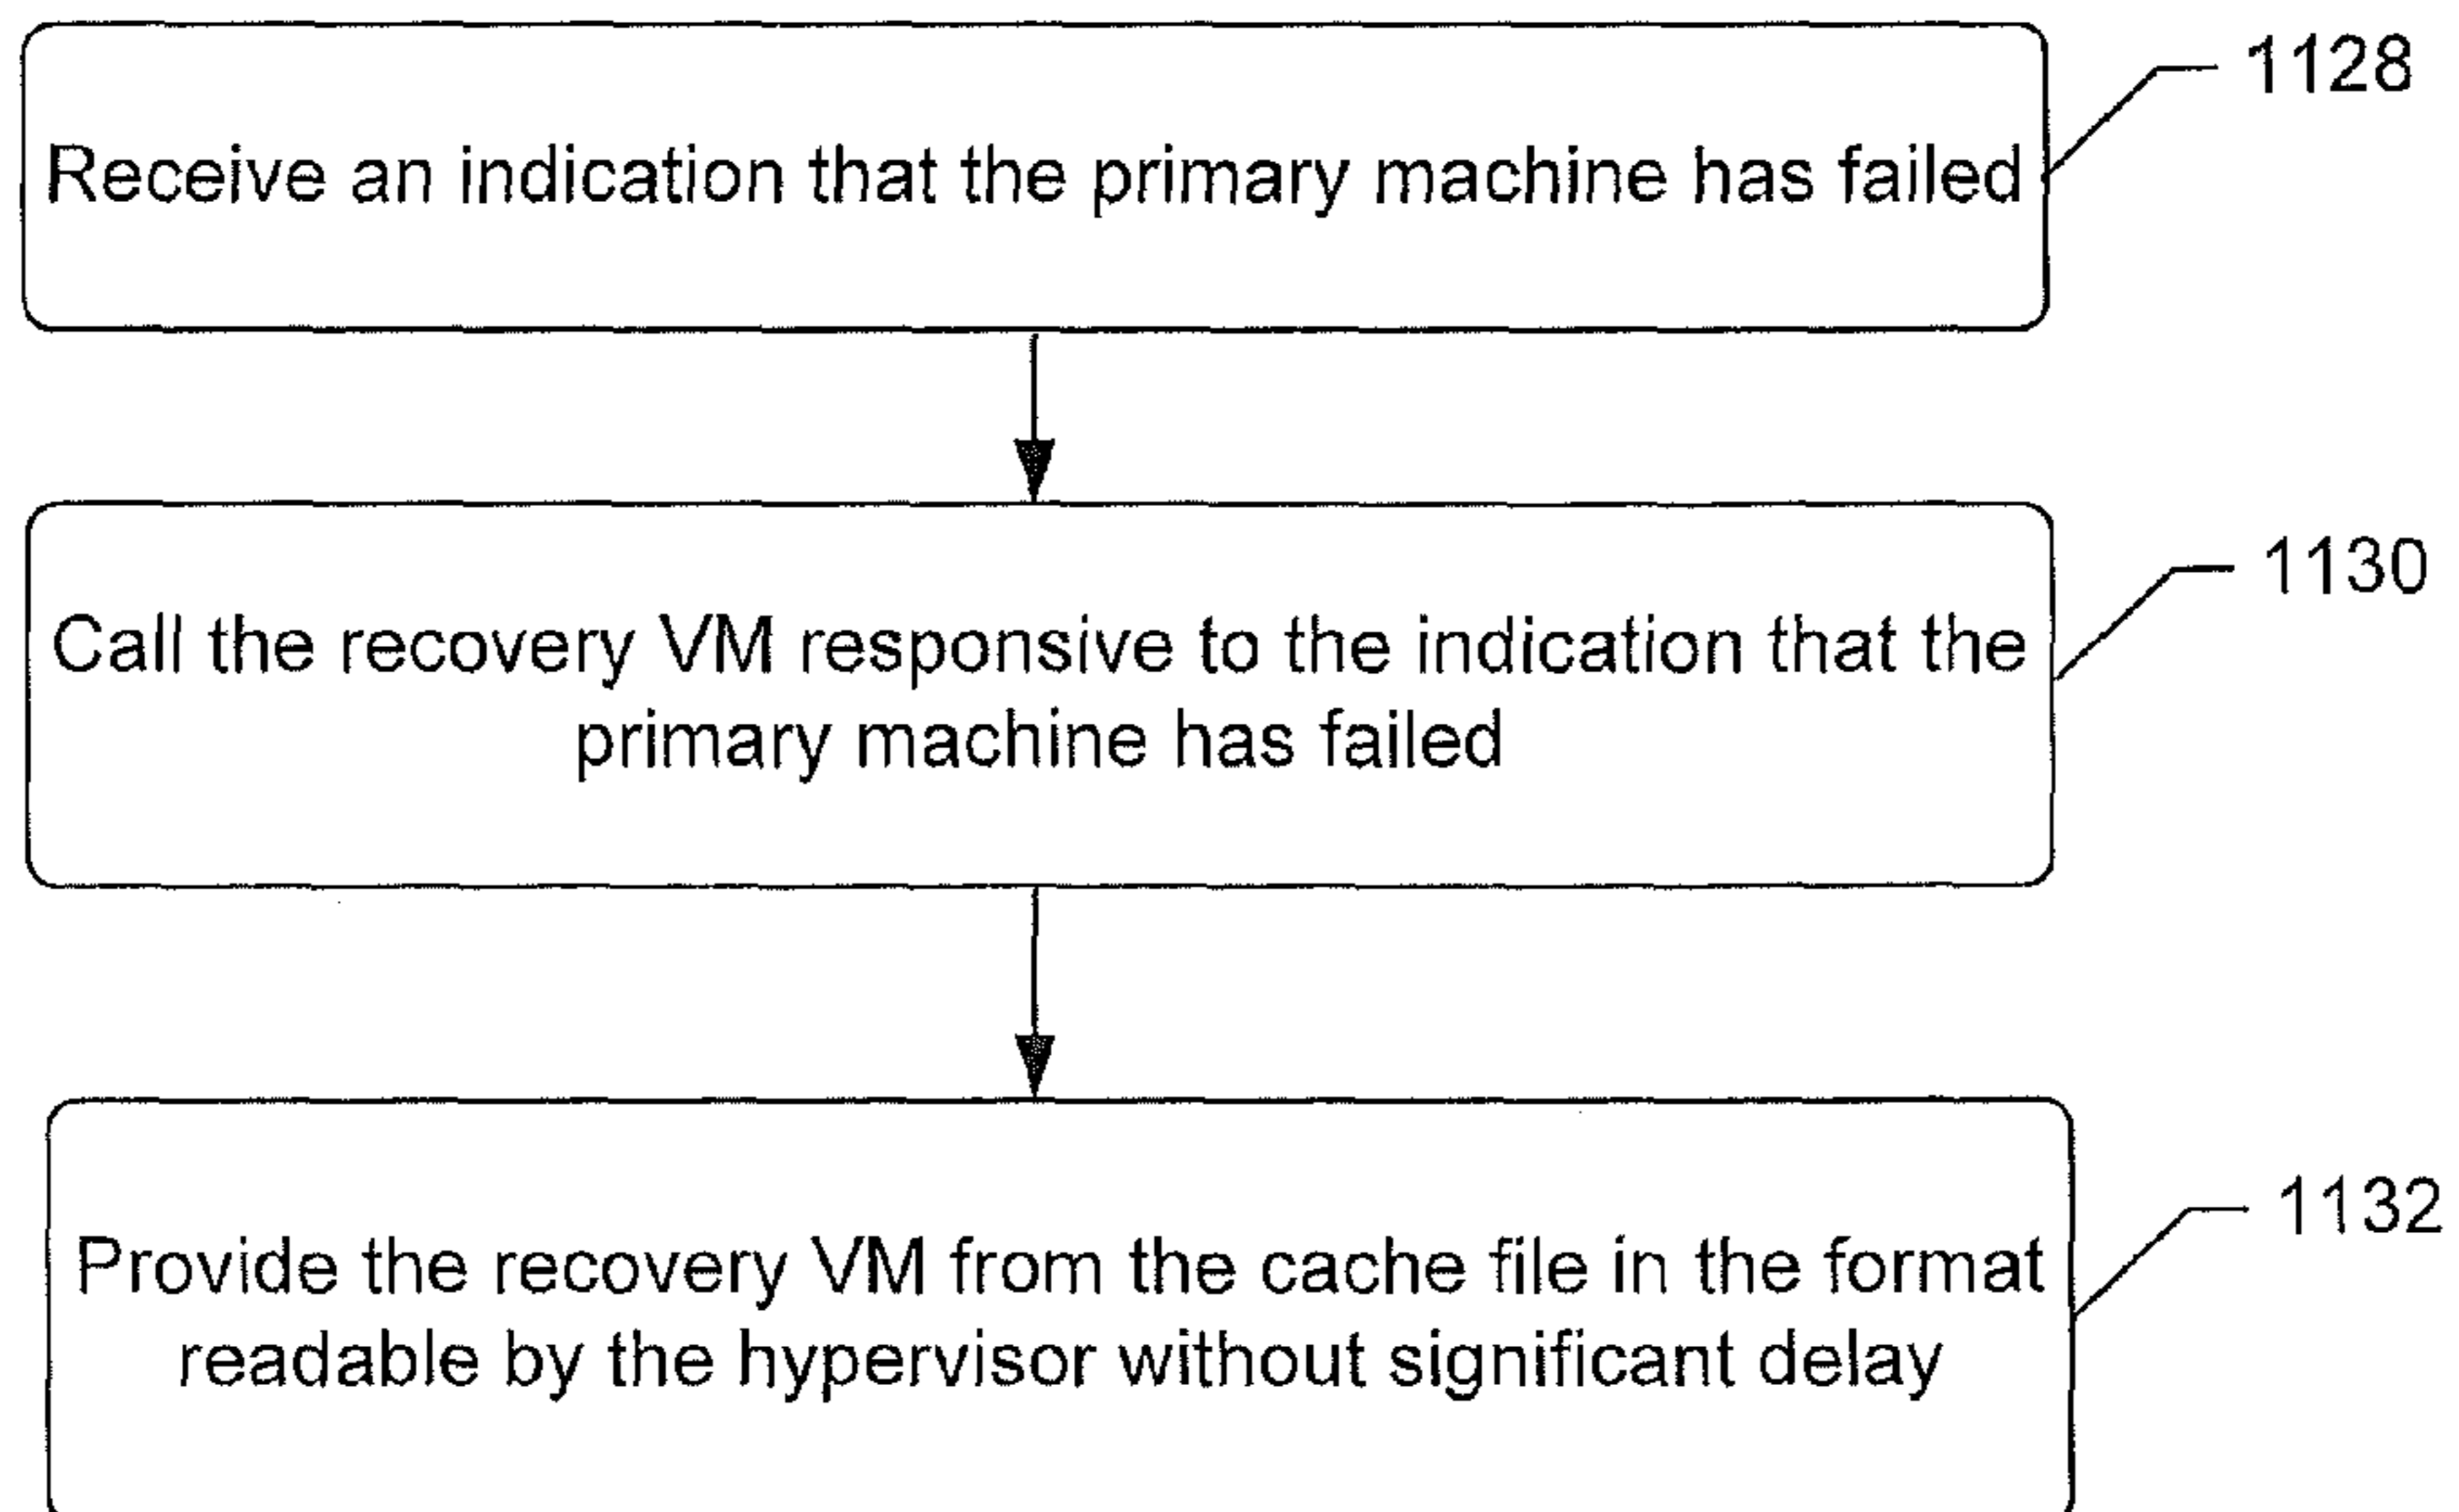 1128
Receive an indication that the primary machine has failed
1130
Call the recovery VM responsive to the indication that the
primary machine has failed
1132
Provide the recovery VM from the cache file in the format
readable by the hypervisor without significant delay